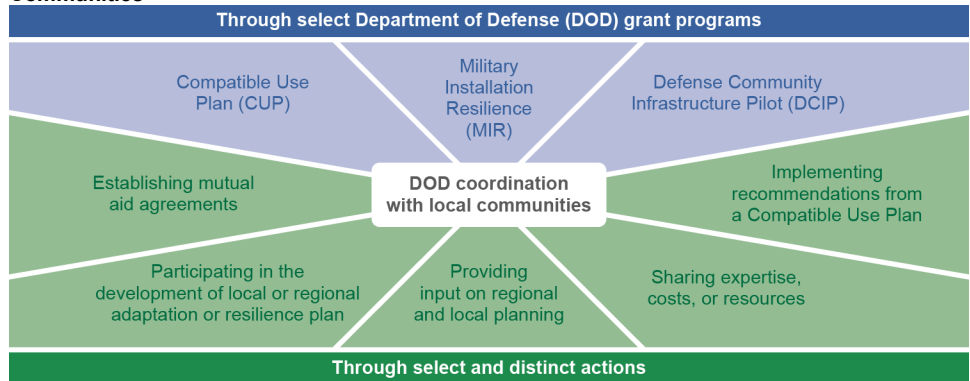 Communities
Through select Department of Defense (DOD) grant programs
Compatible Use
Plan (CUP)
Military
Installation
Resilience
(MIR)
Defense Community
Infrastructure Pilot (DCIP)
Establishing mutual
aid agreements
DOD coordination
with local communities
Implementing
recommendations from
a Compatible Use Plan
Participating in the
development of local or regional
adaptation or resilience plan
Providing
input on regional
and local planning
Sharing expertise,
costs, or resources
Through select and distinct actions